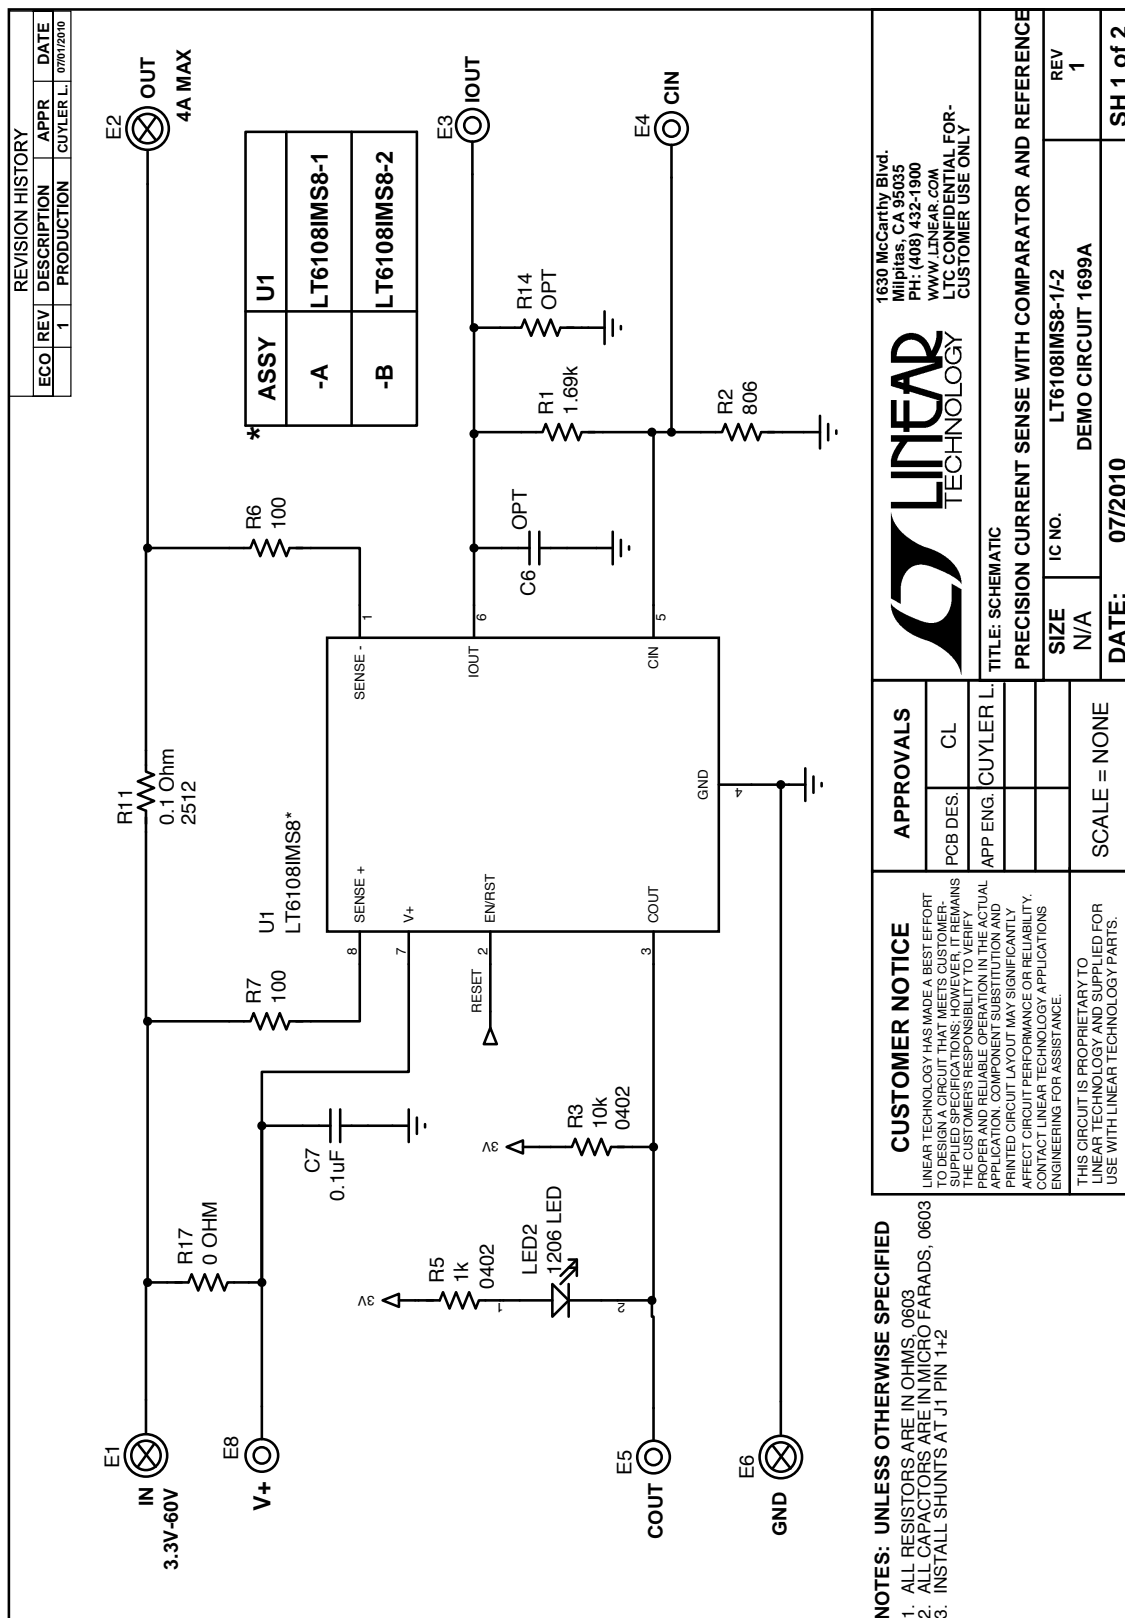 REVISION HISTORY
ECO REV DESCRIPTION APPR DATE
1 PRODUCTION CUYLER L. 07/01/2010
E1
IN
3.3V-60V
E8
V+
R17
0 OHM
C7
0.1uF
R7
100
R11
0.1 Ohm
2512
R6
100
E2
OUT
4A MAX
*
ASSY U1
-A LT6108IMS8-1
-B LT6108IMS8-2
U1
LT6108IMS8*
8 SENSE +
7 V+
RESET 2 EN/RST
3 COUT
SENSE - 1
IOUT 6
CIN 5
GND 4
C6
OPT
R1
1.69k
R14
OPT
E3
IOUT
E4
CIN
R2
806
3V
R5
1k
0402
1
LED2
1206 LED
2
3V
R3
10k
0402
E5
COUT
E6
GND
NOTES: UNLESS OTHERWISE SPECIFIED
1. ALL RESISTORS ARE IN OHMS, 0603
2. ALL CAPACTORS ARE IN MICRO FARADS, 0603
3. INSTALL SHUNTS AT J1 PIN 1+2
CUSTOMER NOTICE
LINEAR TECHNOLOGY HAS MADE A BEST EFFORT
TO DESIGN A CIRCUIT THAT MEETS CUSTOMER-
SUPPLIED SPECIFICATIONS; HOWEVER, IT REMAINS
THE CUSTOMER'S RESPONSIBILITY TO VERIFY
PROPER AND RELIABLE OPERATION IN THE ACTUAL
APPLICATION. COMPONENT SUBSTITUTION AND
PRINTED CIRCUIT LAYOUT MAY SIGNIFICANTLY
AFFECT CIRCUIT PERFORMANCE OR RELIABILITY.
CONTACT LINEAR TECHNOLOGY APPLICATIONS
ENGINEERING FOR ASSISTANCE.
THIS CIRCUIT IS PROPRIETARY TO
LINEAR TECHNOLOGY AND SUPPLIED FOR
USE WITH LINEAR TECHNOLOGY PARTS.
APPROVALS
PCB DES. CL
APP ENG. CUYLER L.
SCALE = NONE
LINEAR
TECHNOLOGY
1630 McCarthy Blvd.
Milpitas, CA 95035
PH: (408) 432-1900
WWW.LINEAR.COM
LTC CONFIDENTIAL FOR-
CUSTOMER USE ONLY
TITLE: SCHEMATIC
PRECISION CURRENT SENSE WITH COMPARATOR AND REFERENCE
SIZE
N/A
IC NO.
LT6108IMS8-1/-2
DEMO CIRCUIT 1699A
REV
1
DATE: 07/2010
SH 1 of 2